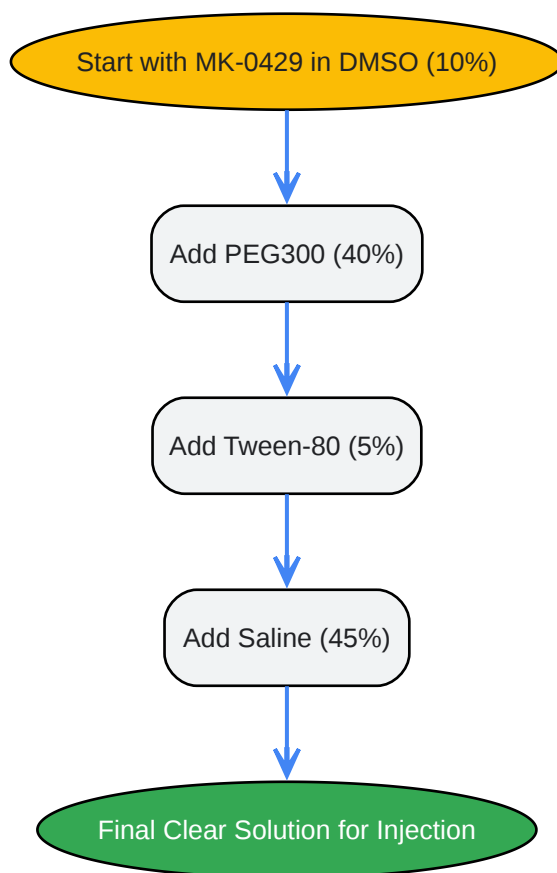 Start with MK-0429 in DMSO (10%)
Add PEG300 (40%)
Add Tween-80 (5%)
Add Saline (45%)
Final Clear Solution for Injection